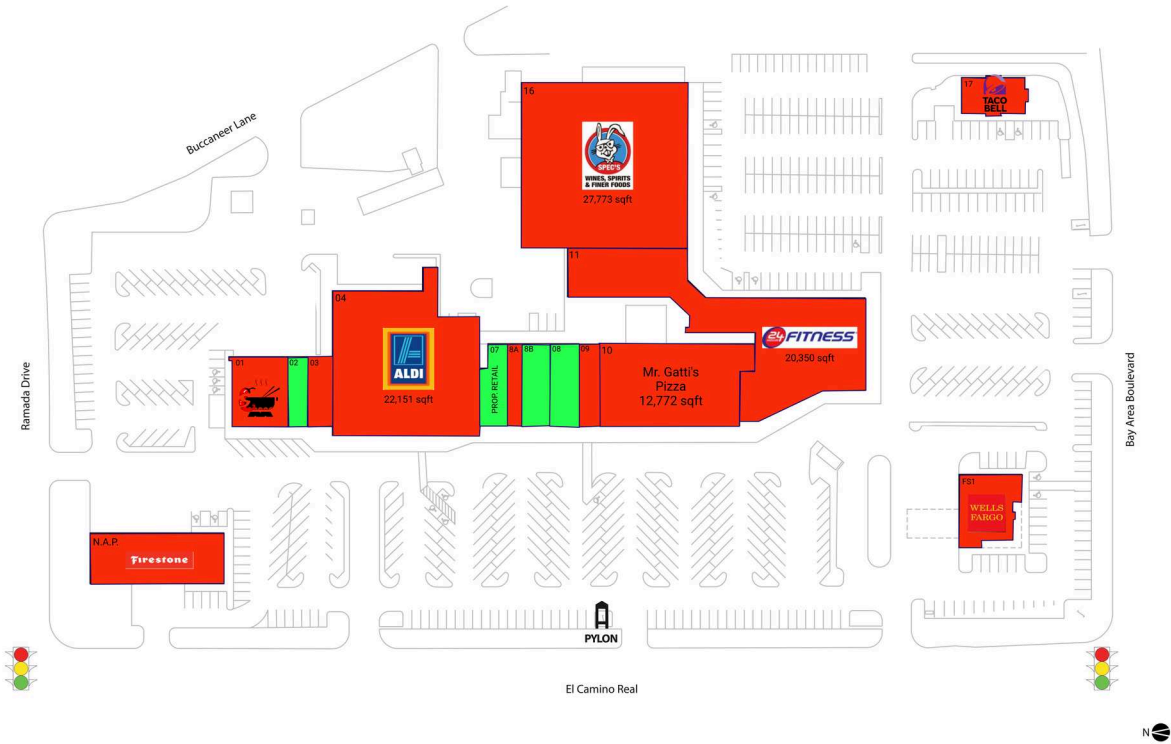 Buccaneer Lane
16
SPEC'S
WINES, SPIRITS
& FINER FOODS
27,773 sqft
17
TACO
BELL
11
04
ALDI
22,151 sqft
24
FITNESS
20,350 sqft
01
02
03
07
PROP. RETAIL
8A
8B
08
09
10
Mr. Gatti's
Pizza
12,772 sqft
Ramada Drive
Bay Area Boulevard
FS1
WELLS
FARGO
N.A.P.
Firestone
PYLON
El Camino Real
N